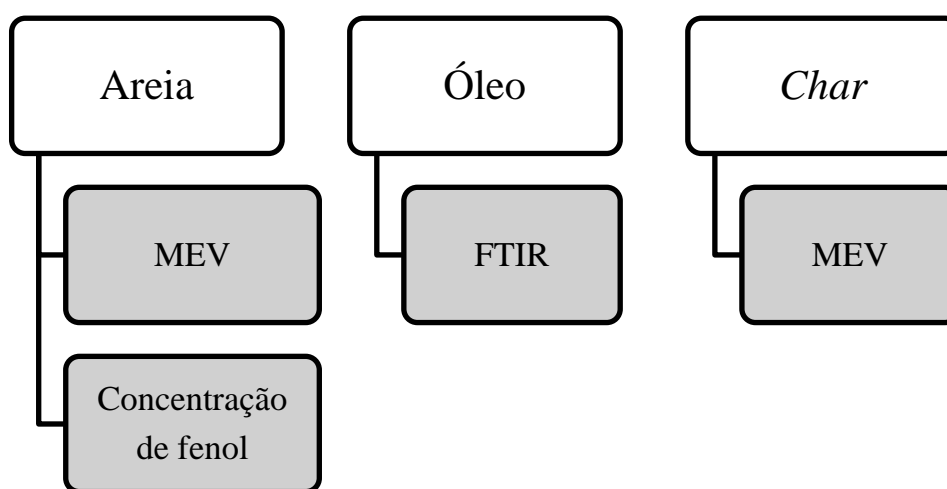 Areia
Óleo
Char
MEV
FTIR
MEV
Concentração
de fenol